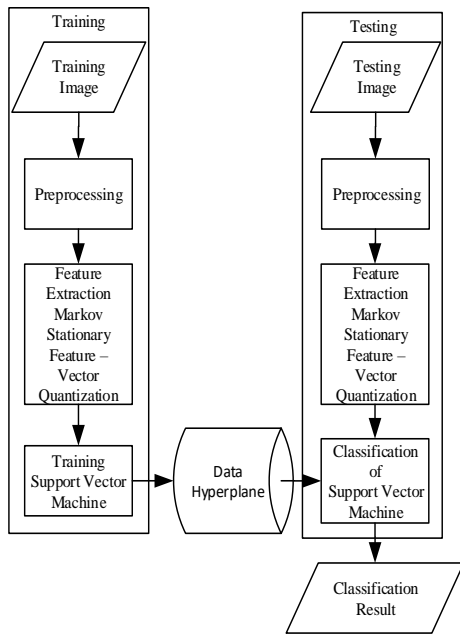 Training
Training
Image
Preprocessing
Feature
Extraction
Markov
Stationary
Feature –
Vector
Quantization
Training
Support Vector
Machine
Data
Hyperplane
Testing
Testing
Image
Preprocessing
Feature
Extraction
Markov
Stationary
Feature –
Vector
Quantization
Classification
of
Support Vector
Machine
Classification
Result